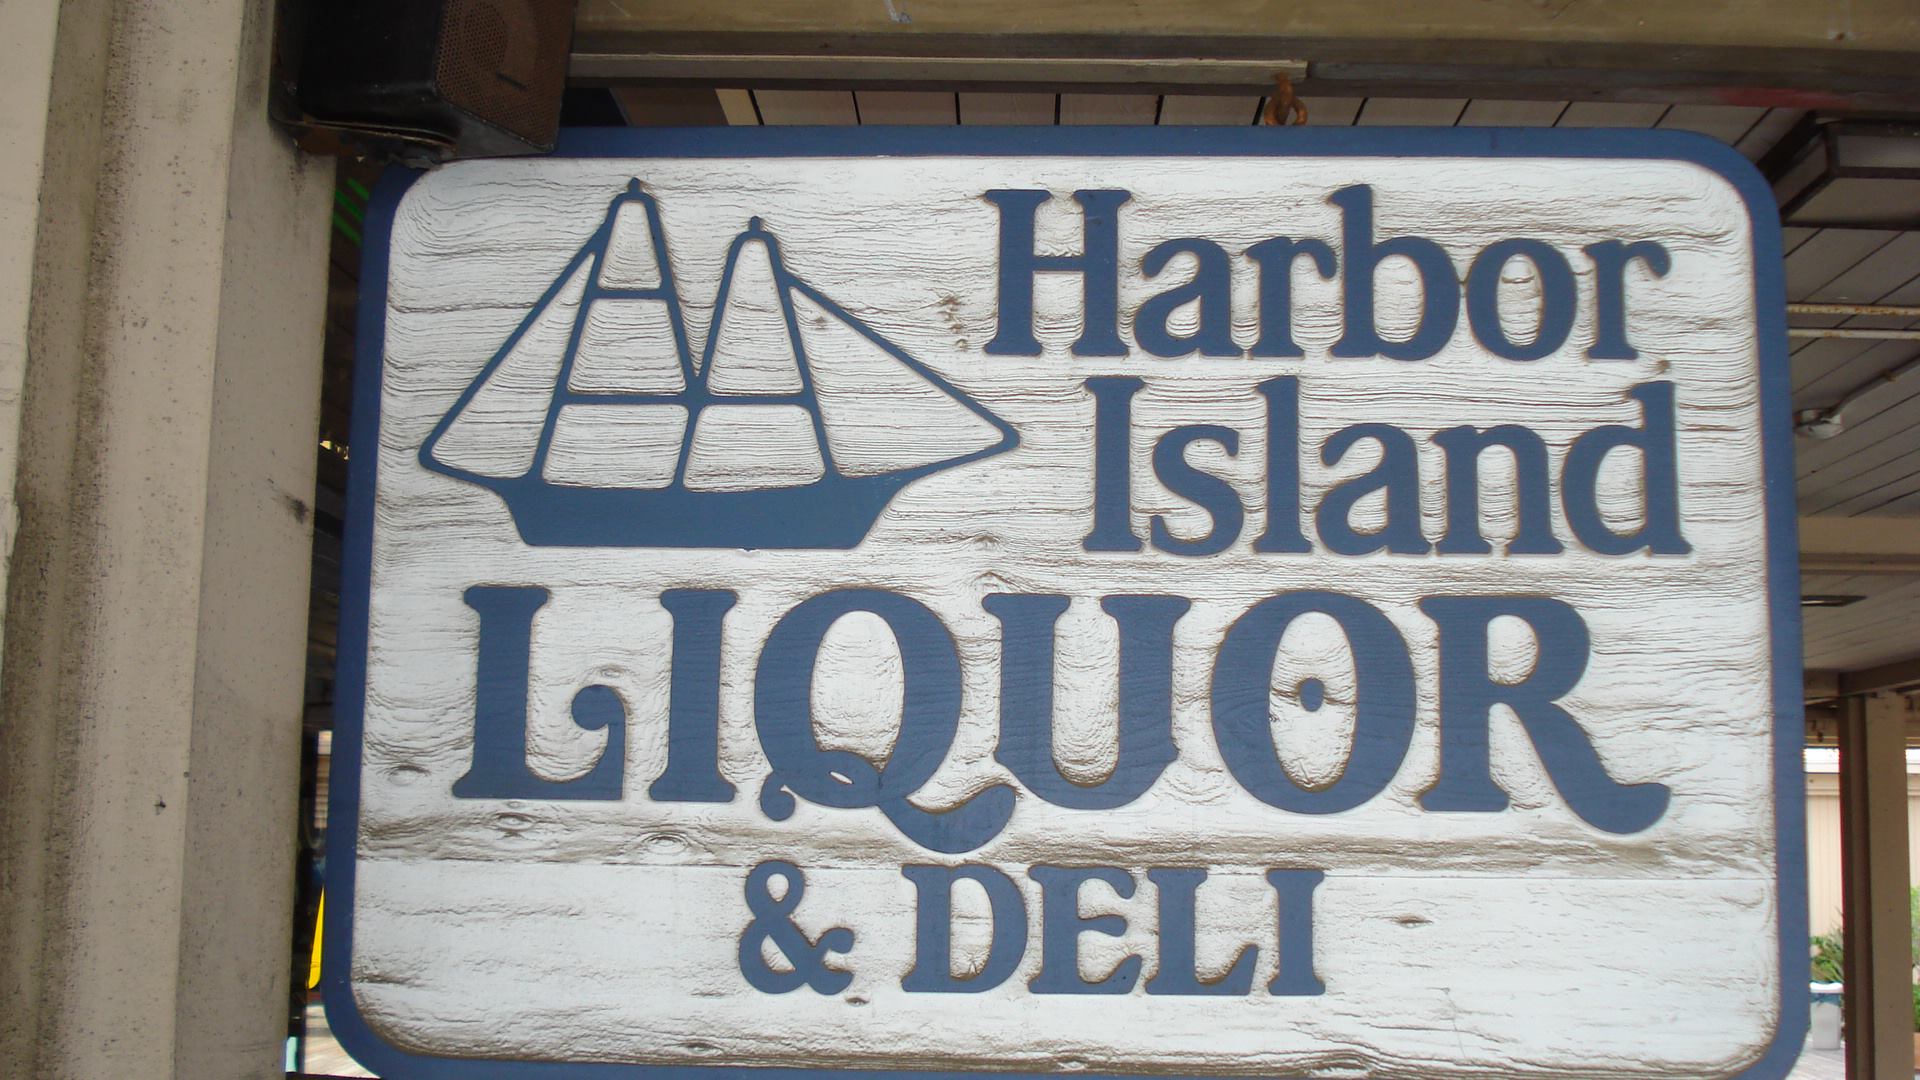 Harbor
Island
LIQUOR
& DELI